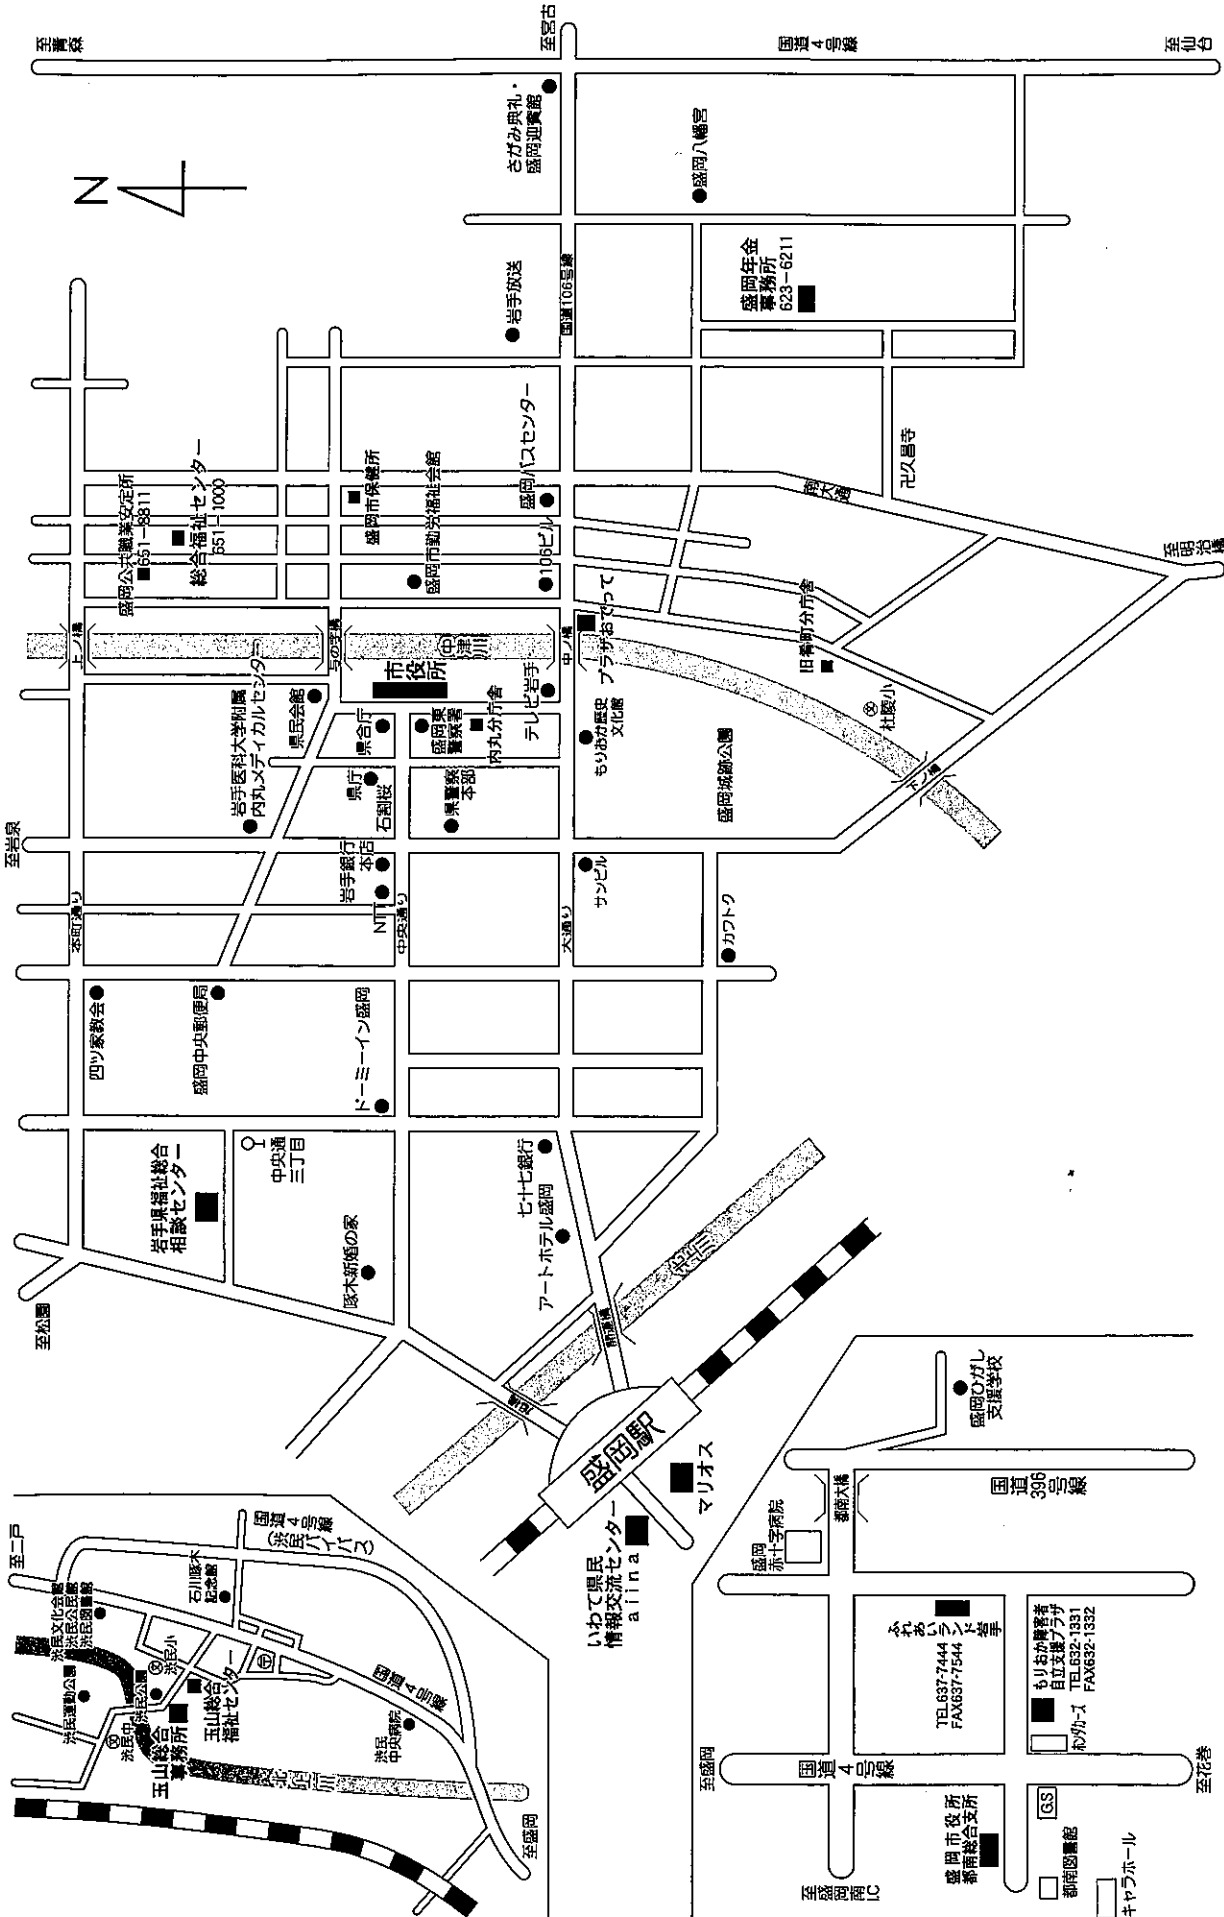 至青森
至宮古
国道4号線
至仙台
さがみ典礼・
盛岡迎賓館
盛岡八幡宮
N
岩手放送
国道106号線
盛岡年金
事務所
623-6211
盛岡公共職業安定所
651-8811
総合福祉センター
651-1000
盛岡市保健所
盛岡市勤労福祉会館
盛岡バスセンター
106ビル
南大通
卍久昌寺
至明治橋
上ノ橋
与の字橋
中津川
中ノ橋
プラザおでって
旧肴町分庁舎
杜陵小
下ノ橋
岩手医科大学附属
内丸メディカルセンター
県民会館
市役所
県合庁
盛岡東
警察署
内丸分庁舎
テレビ岩手
もりおか歴史
文化館
盛岡城跡公園
県庁
石割桜
県警察
本部
至岩泉
岩手銀行
本店
NTT
サンビル
本町通り
中央通り
大通り
カワトク
四ツ家教会
盛岡中央郵便局
ドーミーイン盛岡
岩手県福祉総合
相談センター
中央通
三丁目
啄木新婚の家
七十七銀行
アートホテル盛岡
至松園
北上川
開運橋
旭橋
盛岡駅
マリオス
いわて県民
情報交流センター
aiina
至二戸
渋民文化会館
渋民公民館
渋民図書館
石川啄木
記念館
国道4号線
(渋民バイパス)
渋民運動公園
渋民公園
渋民小
渋民中
玉山総合
事務所
玉山総合
福祉センター
国道4号線
渋民
中央病院
北上川
至盛岡
盛岡ひがし
支援学校
国道396号線
都南大橋
盛岡
赤十字病院
ふれあいランド岩手
TEL637-7444
FAX637-7544
もりおか障害者
自立支援プラザ
TEL632-1331
FAX632-1332
ホンダカーズ
至盛岡
国道4号線
至花巻
盛岡市役所
都南総合支所
G.S
至盛岡南I.C
都南図書館
キャラホール